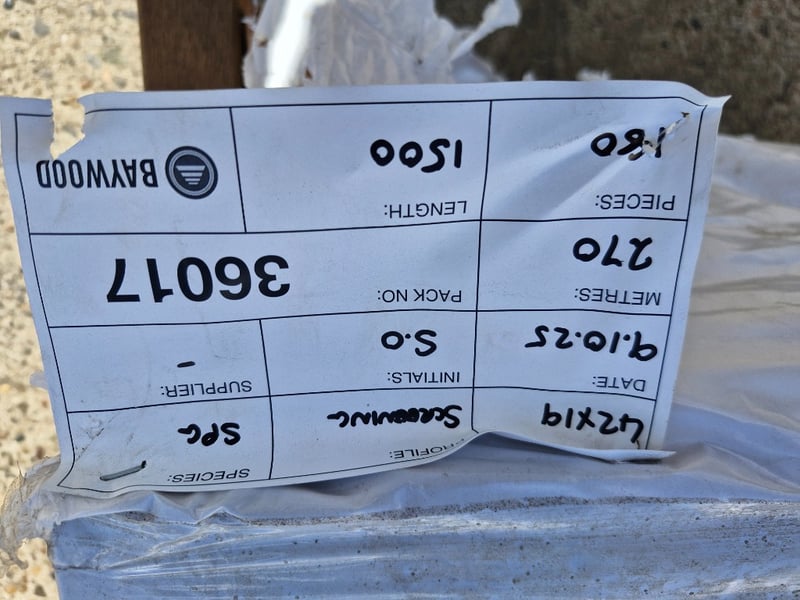 42x19
PROFILE:
SCREENING
SPECIES:
SPG
DATE:
9.10.25
INITIALS:
S.O
SUPPLIER:
-
METRES:
270
PACK NO:
36017
PIECES:
180
LENGTH:
1500
BAYWOOD